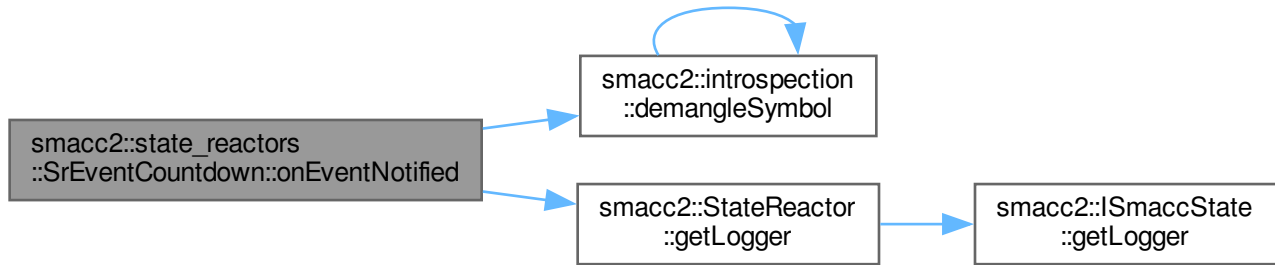 smacc2::state_reactors
::SrEventCountdown::onEventNotified
smacc2::introspection
::demangleSymbol
smacc2::StateReactor
::getLogger
smacc2::ISmaccState
::getLogger